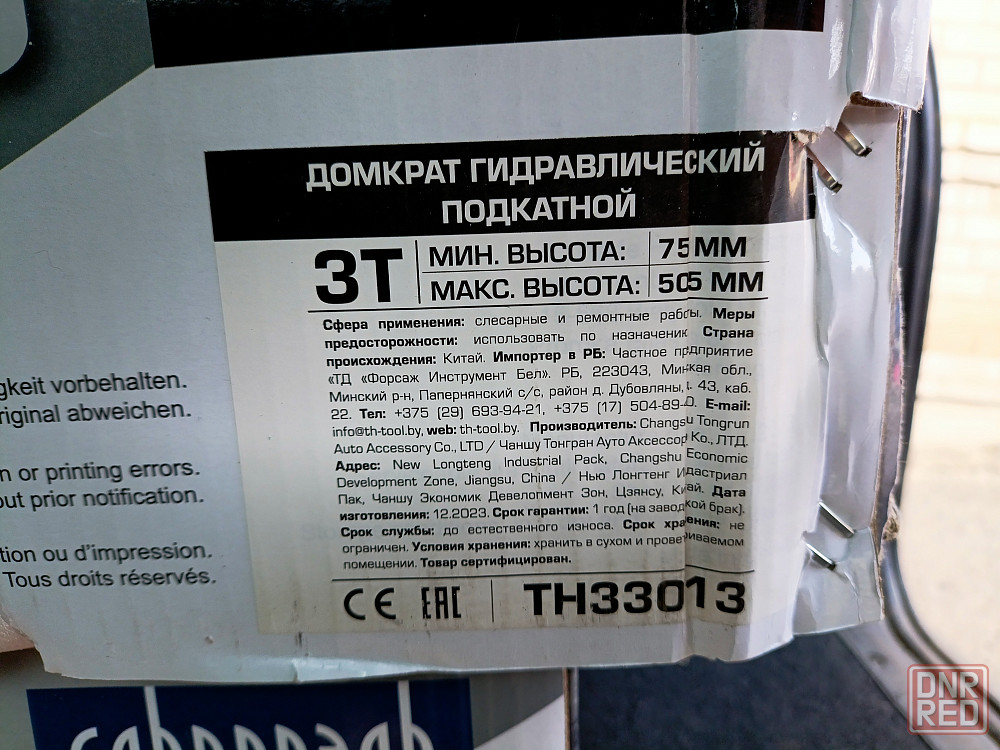 ДОМКРАТ ГИДРАВЛИЧЕСКИЙ
ПОДКАТНОЙ
3Т
МИН. ВЫСОТА: 75 ММ
МАКС. ВЫСОТА: 505 ММ
Сфера применения: слесарные и ремонтные работы. Меры
предосторожности: использовать по назначению. Страна
происхождения: Китай. Импортер в РБ: Частное предприятие
«ТД «Форсаж Инструмент Бел». РБ, 223043, Минская обл.,
Минский р-н, Папернянский с/с, район д. Дубовляны, 43, каб.
22. Тел: +375 (29) 693-94-21, +375 (17) 504-89- E-mail:
info@th-tool.by, web: th-tool.by. Производитель: Changsu Tongrun
Auto Accessory Co., LTD / Чаншу Тонгран Ауто Аксессори Ко., ЛТД.
Адрес: New Longteng Industrial Pack, Changshu Economic
Development Zone, Jiangsu, China / Нью Лонгтенг Индастриал
Пак, Чаншу Экономик Девелопмент Зон, Цзянсу, Китай. Дата
изготовления: 12.2023. Срок гарантии: 1 год (на заводской брак).
Срок службы: до естественного износа. Срок хранения: не
ограничен. Условия хранения: хранить в сухом и проветриваемом
помещении. Товар сертифицирован.
CE EAC TH33013
gkeit vorbehalten.
riginal abweichen.
n or printing errors.
out prior notification.
tion ou d'impression.
Tous droits réservés.
DNR
RED